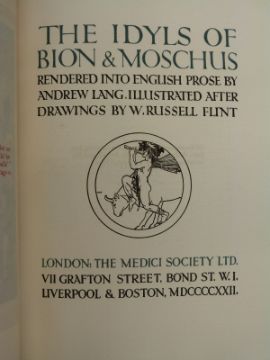 THE IDYLS OF
BION & MOSCHUS
RENDERED INTO ENGLISH PROSE BY
ANDREW LANG. ILLUSTRATED AFTER
DRAWINGS BY W. RUSSELL FLINT
LONDON: THE MEDICI SOCIETY LTD.
VII GRAFTON STREET, BOND ST. W. I.
LIVERPOOL & BOSTON, MDCCCCXXII.